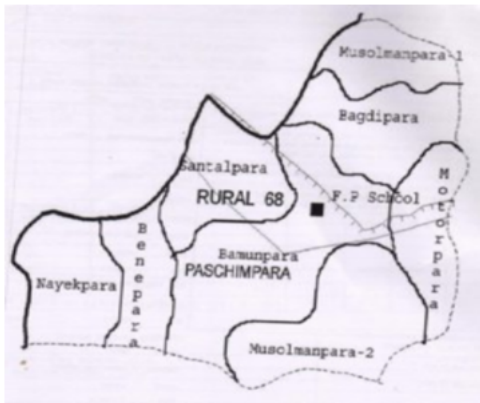 Musolmanpara-1
Bagdipara
Santalpara
RURAL 68
F.P School
Motorpara
Benepara
Bamunpara
PASCHIMPARA
Nayekpara
Musolmanpara-2